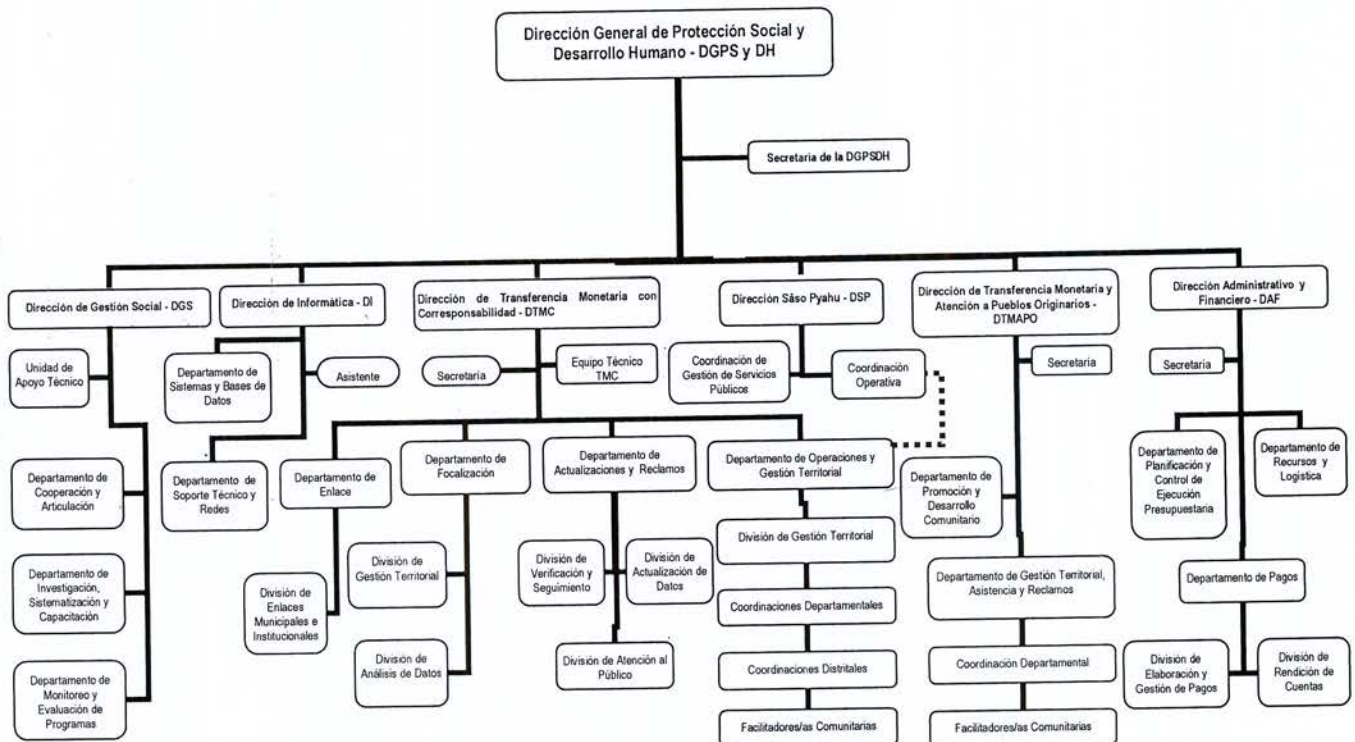 Dirección General de Protección Social y
Desarrollo Humano - DGPS y DH
Secretaria de la DGPSDH
Dirección de Gestión Social - DGS
Dirección de Informática - DI
Dirección de Transferencia Monetaria con
Corresponsabilidad - DTMC
Dirección Sâso Pyahu - DSP
Dirección de Transferencia Monetaria y
Atención a Pueblos Originarios -
DTMAPO
Dirección Administrativo y
Financiero - DAF
Unidad de
Apoyo Técnico
Departamento de
Sistemas y Bases de
Datos
Asistente
Secretaría
Equipo Técnico
TMC
Coordinación de
Gestión de Servicios
Públicos
Coordinación
Operativa
Secretaria
Secretaria
Departamento de
Cooperación y
Articulación
Departamento de
Soporte Técnico y
Redes
Departamento de
Enlace
Departamento de
Focalización
Departamento de
Actualizaciones y Reclamos
Departamento de Operaciones y
Gestión Territorial
Departamento de
Promoción y
Desarrollo
Comunitario
Departamento de
Planificación y
Control de
Ejecución
Presupuestaria
Departamento de
Recursos y
Logística
Departamento de
Investigación,
Sistematización y
Capacitación
División de
Enlaces
Municipales e
Institucionales
División de
Gestión Territorial
División de
Verificación y
Seguimiento
División de
Actualización de
Datos
División de Gestión Territorial
Departamento de Gestión Territorial,
Asistencia y Reclamos
Departamento de Pagos
Coordinaciones Departamentales
Departamento de
Monitoreo y
Evaluación de
Programas
División de
Análisis de Datos
División de Atención al
Público
Coordinaciones Distritales
Coordinación Departamental
División de
Elaboración y
Gestión de Pagos
División de
Rendición de
Cuentas
Facilitadores/as Comunitarias
Facilitadores/as Comunitarias